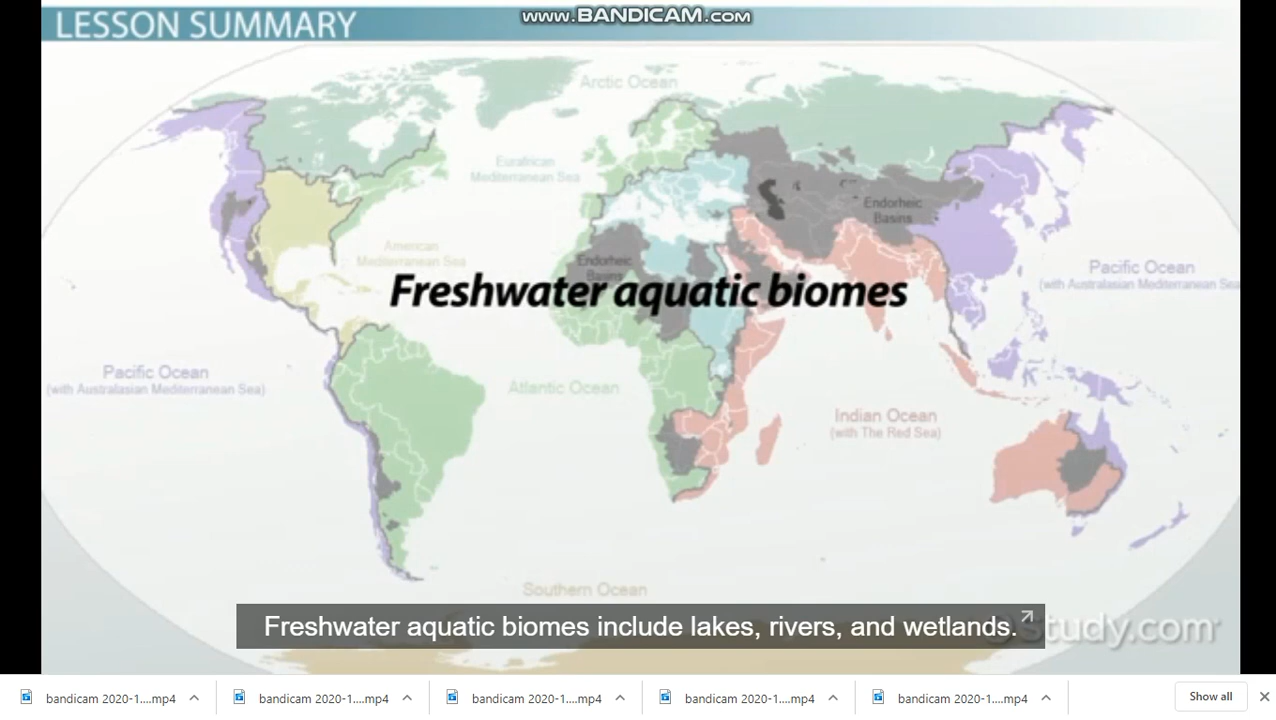 LESSON SUMMARY
www.BANDICAM.com
Arctic Ocean
Eurafrican
Mediterranean Sea
Endorheic
Basins
American
Mediterranean Sea
Endorheic
Basins
Freshwater aquatic biomes
Pacific Ocean
(with Australasian Mediterranean Sea
Pacific Ocean
(with Australasian Mediterranean Sea)
Atlantic Ocean
Indian Ocean
(with The Red Sea)
Southern Ocean
Freshwater aquatic biomes include lakes, rivers, and wetlands.
study.com
bandicam 2020-1....mp4
bandicam 2020-1....mp4
bandicam 2020-1....mp4
bandicam 2020-1....mp4
bandicam 2020-1....mp4
Show all